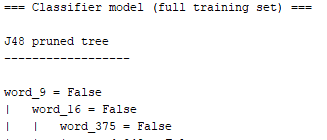 === Classifier model (full training set) ===
J48 pruned tree
------------------
word_9 = False
|   word_16 = False
|   |   word_375 = False